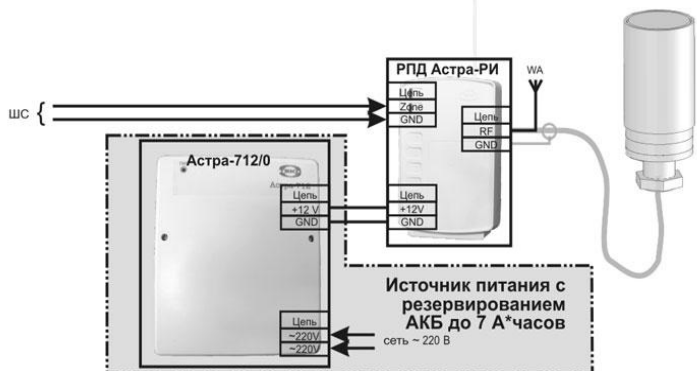 РПД Астра-РИ
WA
Цепь
Zone
GND
ШС {
Цепь
RF
GND
Астра-712/0
Цепь
+12 V
GND
Цепь
+12V
GND
Источник питания с
резервированием
АКБ до 7 А*часов
Цепь
~220V
~220V
сеть ~ 220 В